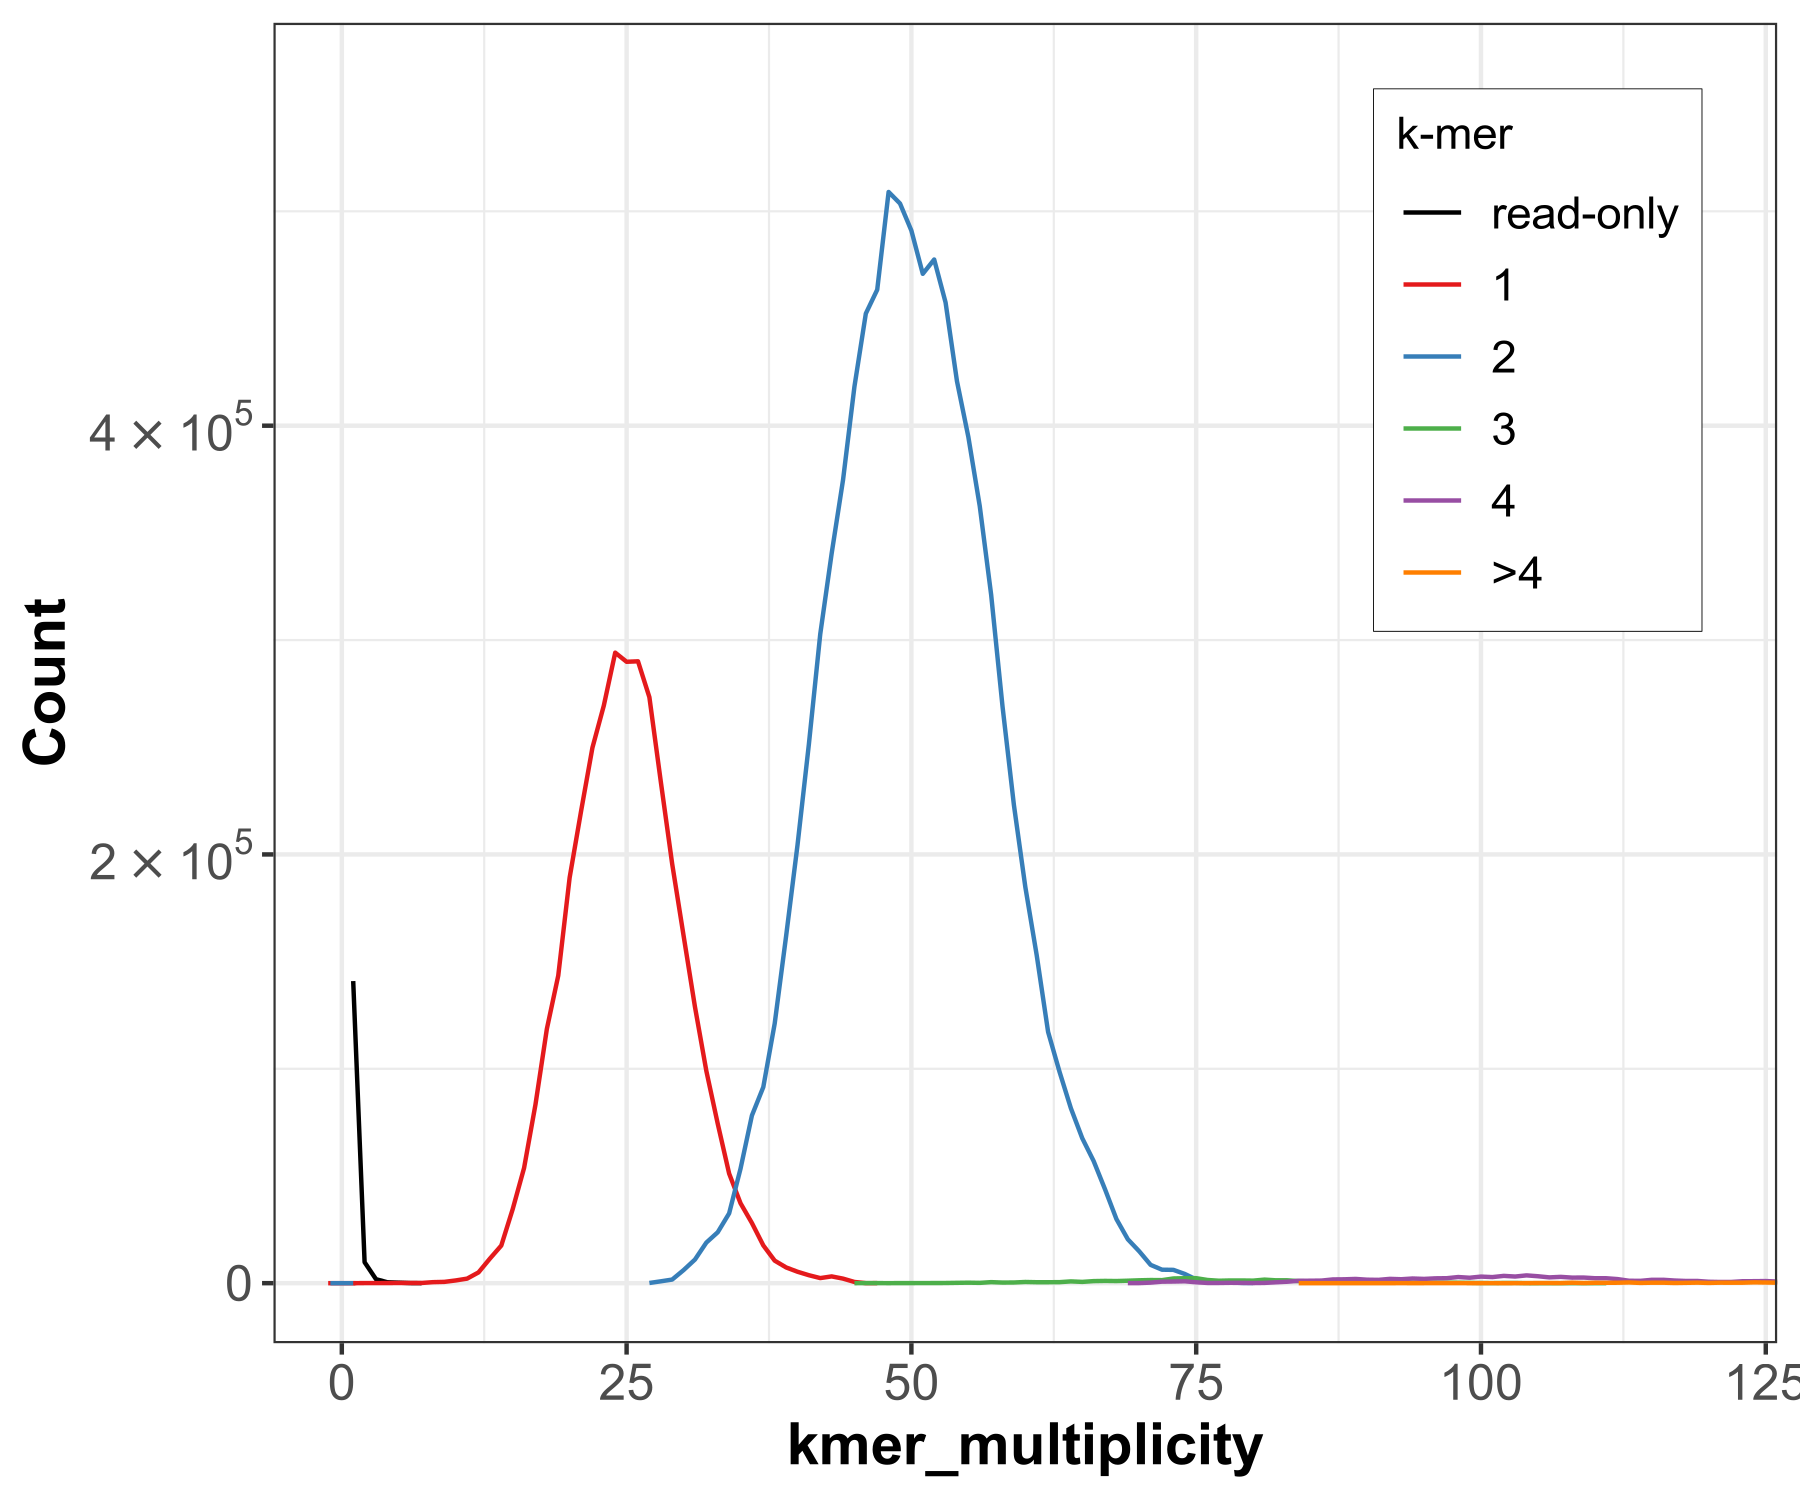 k-mer
read-only
1
2
3
4
>4
Count
4 × 10⁵
2 × 10⁵
0
0 25 50 75 100 125
kmer_multiplicity